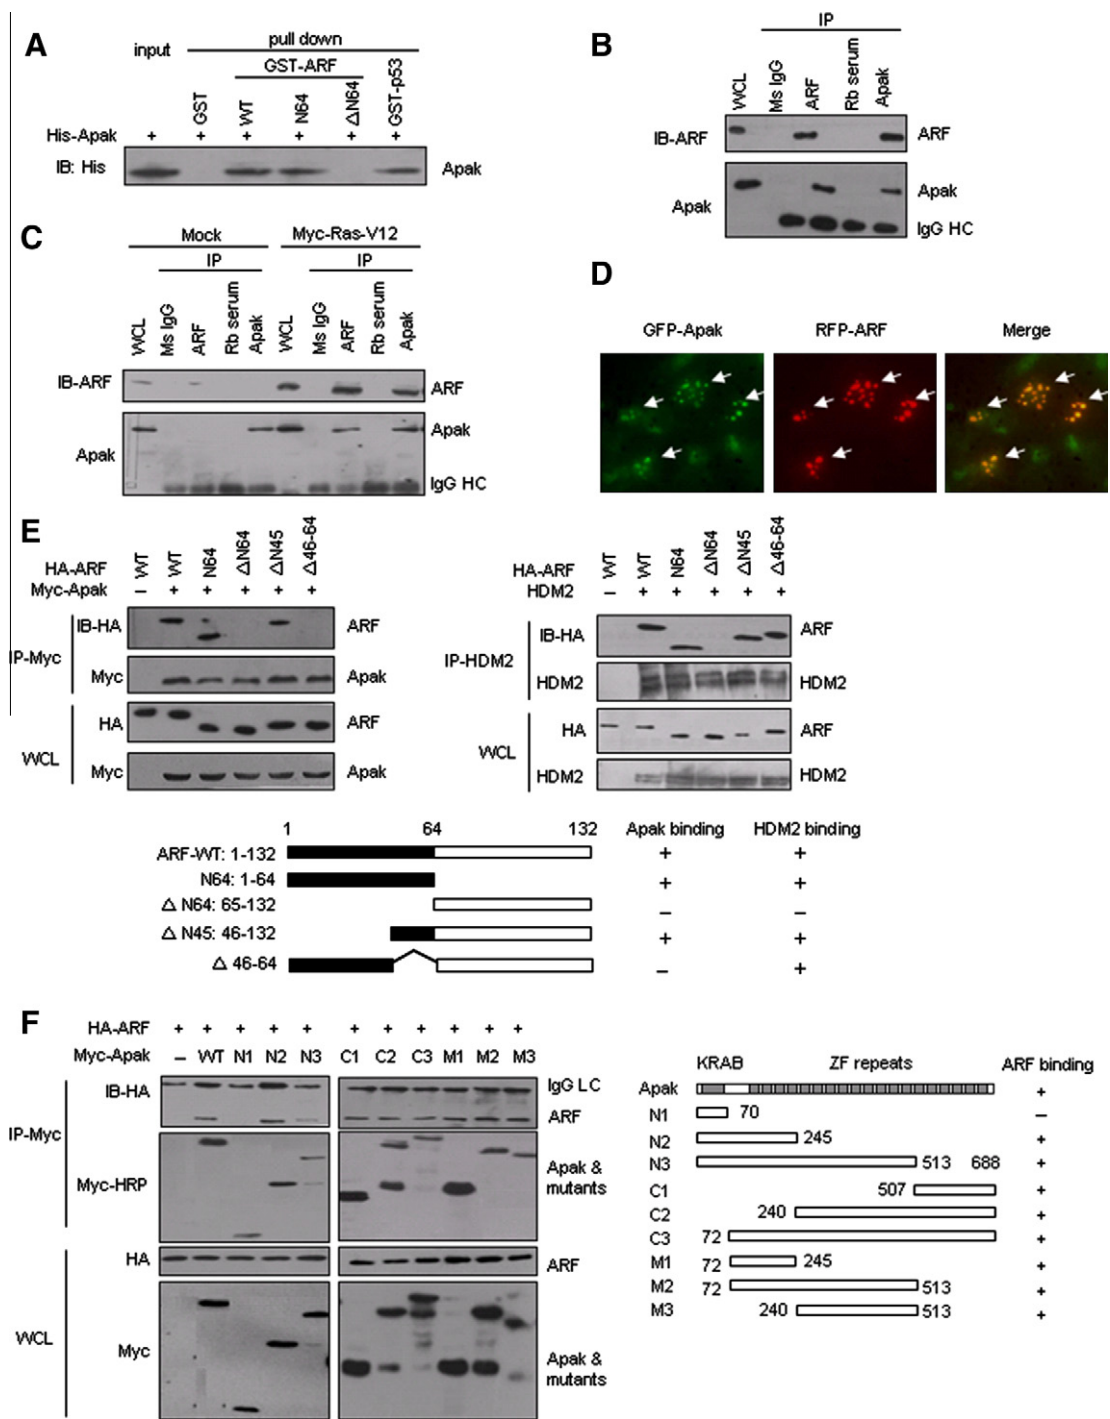 A
input
pull down
GST-ARF
GST
WT
N64
ΔN64
GST-p53
His-Apak + + + + + +
IB: His
Apak
B
IP
WCL
Ms IgG
ARF
Rb serum
Apak
IB-ARF
ARF
Apak
Apak
IgG HC
C
Mock
Myc-Ras-V12
IP
IP
WCL
Ms IgG
ARF
Rb serum
Apak
WCL
Ms IgG
ARF
Rb serum
Apak
IB-ARF
ARF
Apak
Apak
IgG HC
D
GFP-Apak
RFP-ARF
Merge
E
HA-ARF WT WT N64 ΔN64 ΔN45 Δ46-64
Myc-Apak – + + + + +
IP-Myc
IB-HA
ARF
Myc
Apak
WCL
HA
ARF
Myc
Apak
HA-ARF WT WT N64 ΔN64 ΔN45 Δ46-64
HDM2 – + + + + +
IP-HDM2
IB-HA
ARF
HDM2
HDM2
WCL
HA
ARF
HDM2
HDM2
1 64 132 Apak binding HDM2 binding
ARF-WT: 1-132 + +
N64: 1-64 + +
Δ N64: 65-132 – –
Δ N45: 46-132 + +
Δ 46-64 – +
F
HA-ARF + + + + + + + + + + +
Myc-Apak – WT N1 N2 N3 C1 C2 C3 M1 M2 M3
IP-Myc
IB-HA
IgG LC
ARF
Myc-HRP
Apak &
mutants
WCL
HA
ARF
Myc
Apak &
mutants
KRAB ZF repeats ARF binding
Apak +
N1 70 –
N2 245 +
N3 513 688 +
C1 507 +
C2 240 +
C3 72 +
M1 72 245 +
M2 72 513 +
M3 240 513 +